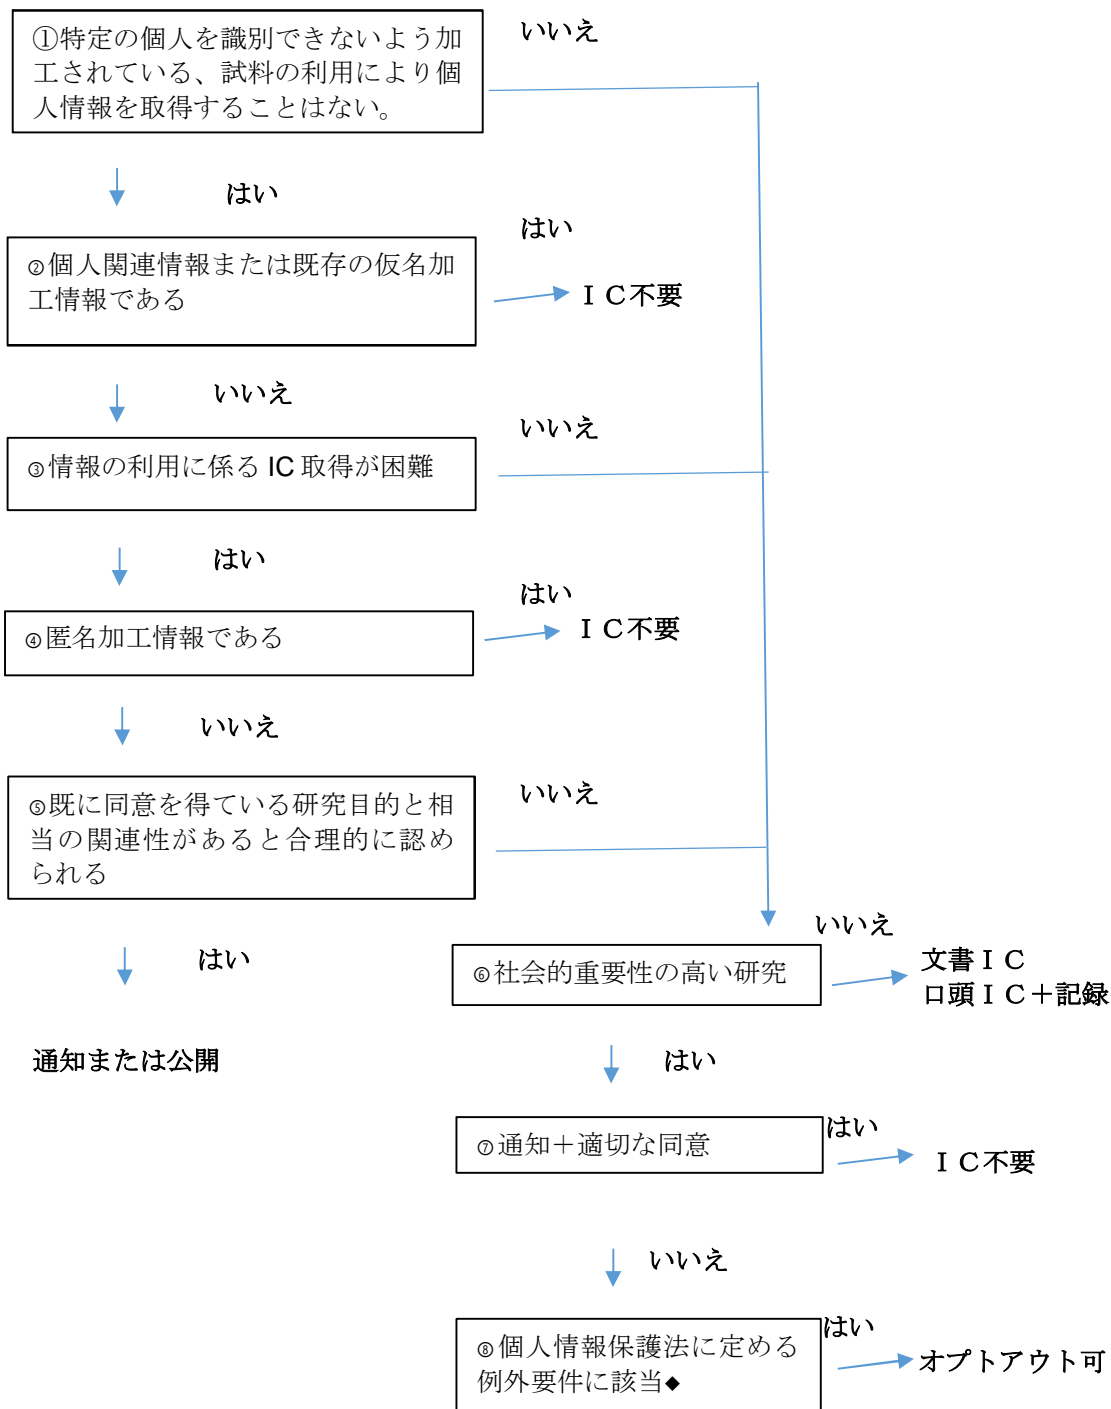 ①特定の個人を識別できないよう加
工されている、試料の利用により個
人情報を取得することはない。
いいえ
はい
②個人関連情報または既存の仮名加
工情報である
はい
ＩＣ不要
いいえ
③情報の利用に係る IC 取得が困難
いいえ
はい
④匿名加工情報である
はい
ＩＣ不要
いいえ
⑤既に同意を得ている研究目的と相
当の関連性があると合理的に認め
られる
いいえ
はい
通知または公開
⑥社会的重要性の高い研究
いいえ
文書ＩＣ
口頭ＩＣ＋記録
はい
⑦通知＋適切な同意
はい
ＩＣ不要
いいえ
⑧個人情報保護法に定める
例外要件に該当◆
はい
オプトアウト可